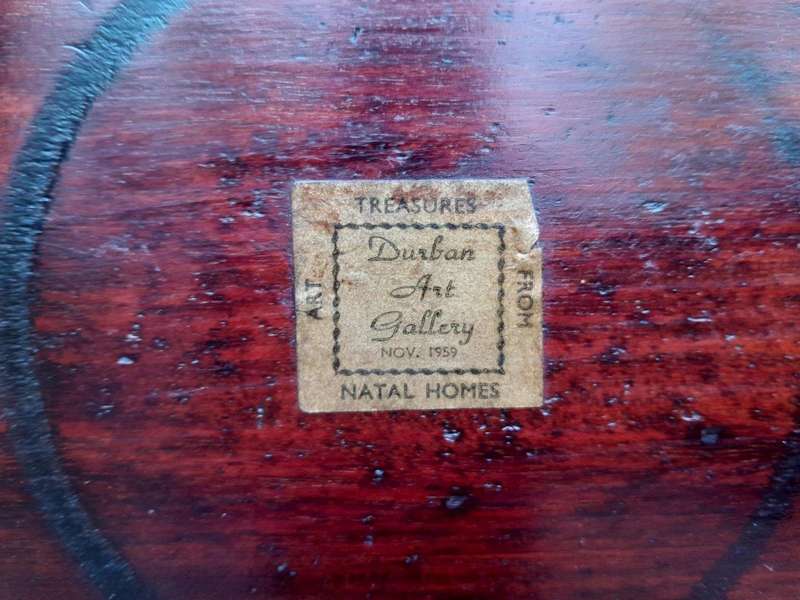 ART
TREASURES
FROM
NATAL HOMES
Durban
Art
Gallery
NOV. 1959